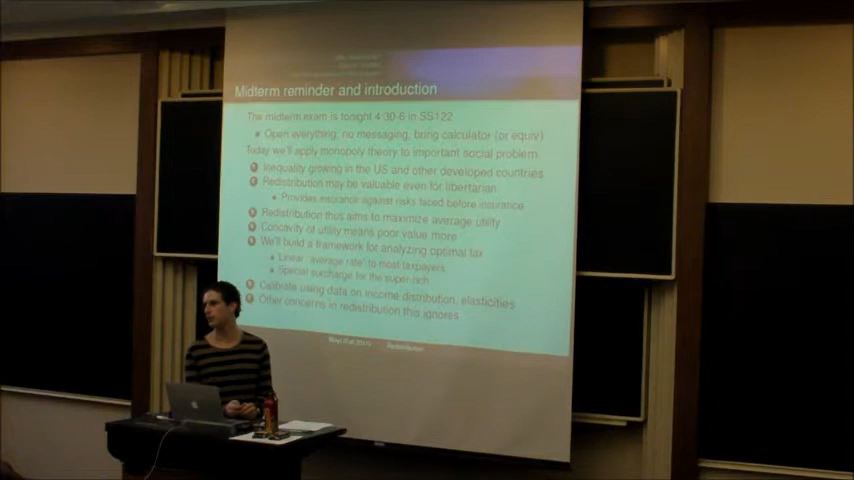 Midterm reminder and introduction
The midterm exam is tonight 4:30-6 in SS122
Open everything; no messaging, bring calculator (or equiv)
Today we'll apply monopoly theory to important social problem
Inequality growing in the US and other developed countries
Redistribution may be valuable even for libertarian
Provides insurance against risks faced before insurance
Redistribution thus aims to maximize average utility
Concavity of utility means poor value more
We'll build a framework for analyzing optimal tax
Linear "average rate" to most taxpayers
Special surcharge for the super-rich
Calibrate using data on income distribution, elasticities
Other concerns in redistribution this ignores
Redistribution